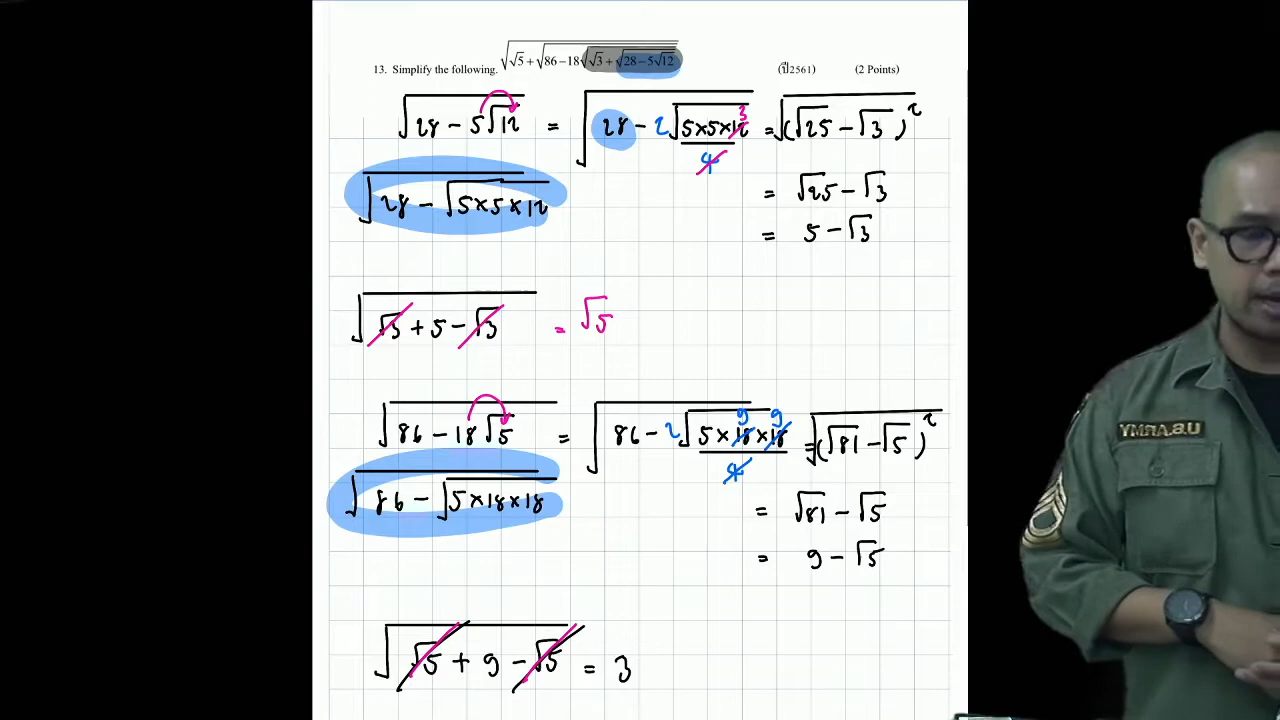 13. Simplify the following. √(√5 + √(86 − 18√(√3 + √(28 − 5√12)))) (ปี2561) (2 Points)
√(28 − 5√12) = √(28 − 2√(5×5×12 3 / 4)) = √((√25 − √3)²)
√(28 − √(5×5×12)) = √25 − √3
= 5 − √3
√(√3 + 5 − √3) = √5
√(86 − 18√5) = √(86 − 2√(5×18 9×18 9 / 4)) = √((√81 − √5)²)
√(86 − √(5×18×18)) = √81 − √5
= 9 − √5
√(√5 + 9 − √5) = 3